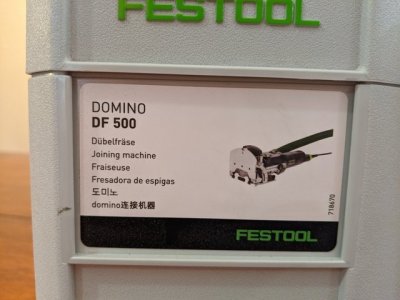 FESTOOL
DOMINO
DF 500
Dübelfräse
Joining machine
Fraiseuse
Fresadora de espigas
도미노
domino连接机器
718670
FESTOOL